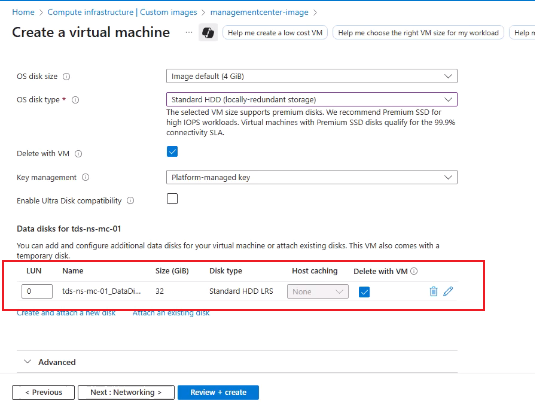 Home > Compute infrastructure | Custom images > managementcenter-image >
Create a virtual machine ... Help me create a low cost VM Help me choose the right VM size for my workload Help m
OS disk size Image default (4 GiB)
OS disk type * Standard HDD (locally-redundant storage)
The selected VM size supports premium disks. We recommend Premium SSD for
high IOPS workloads. Virtual machines with Premium SSD disks qualify for the 99.9%
connectivity SLA.
Delete with VM
Key management Platform-managed key
Enable Ultra Disk compatibility
Data disks for tds-ns-mc-01
You can add and configure additional data disks for your virtual machine or attach existing disks. This VM also comes with a
temporary disk.
LUN Name Size (GiB) Disk type Host caching Delete with VM
0 tds-ns-mc-01_DataDi... 32 Standard HDD LRS None
Create and attach a new disk Attach an existing disk
Advanced
< Previous Next : Networking > Review + create